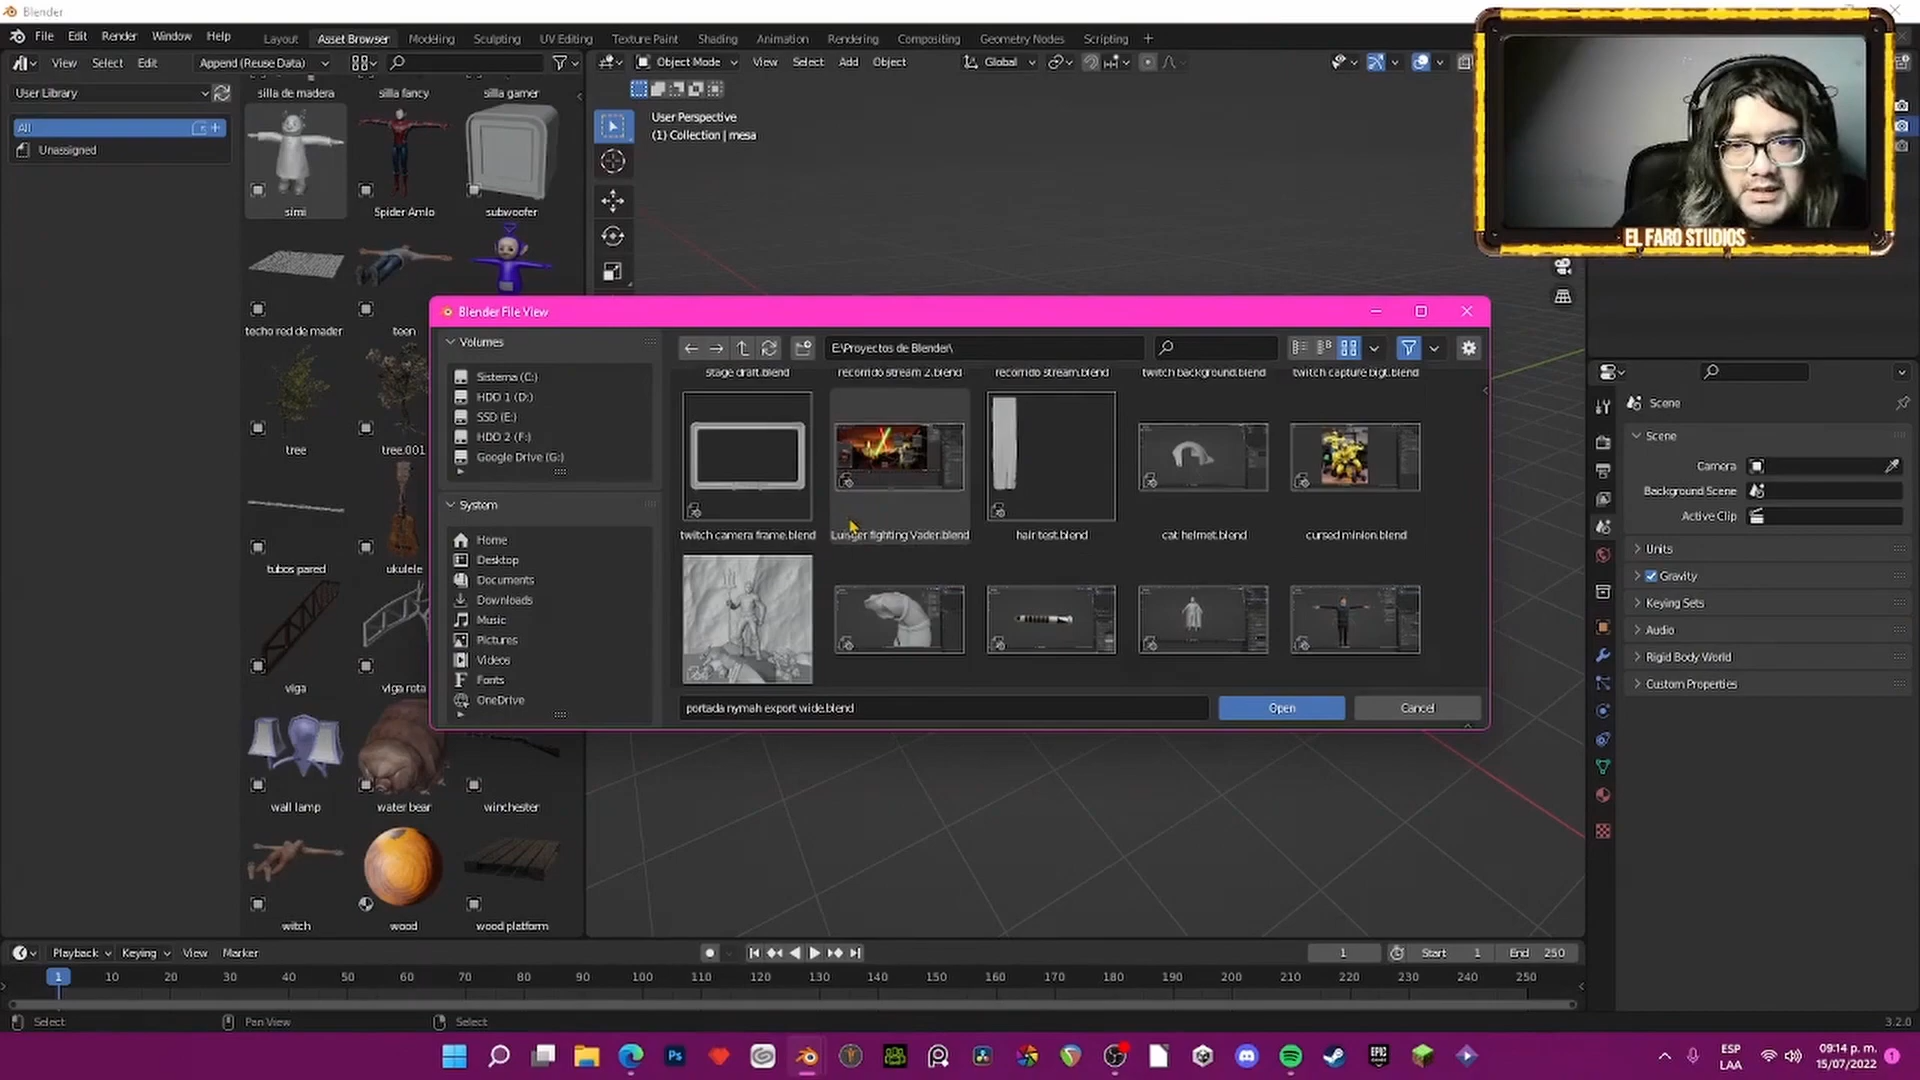 Blender
File Edit Render Window Help
Layout Asset Browser Modeling Sculpting UV Editing Texture Paint Shading Animation Rendering Compositing Geometry Nodes Scripting +
View Select Edit Append (Reuse Data)
Object Mode View Select Add Object Global
User Library
All
Unassigned
silla de madera silla fancy silla gamer
simi Spider Amlo subwoofer
techo red de mader teen
tree tree.001
tubos pared ukulele
viga viga rota
wall lamp water bear winchester
witch wood wood platform
User Perspective
(1) Collection | mesa
EL FARO STUDIOS
Blender File View
Volumes
Sistema (C:)
HDD 1 (D:)
SSD (E:)
HDD 2 (F:)
Google Drive (G:)
System
Home
Desktop
Documents
Downloads
Music
Pictures
Videos
Fonts
OneDrive
E:\Proyectos de Blender\
stage draft.blend recorrido stream 2.blend recorrido stream.blend twitch background.blend
twitch camera frame.blend hair test.blend cat helmet.blend cursed minion.blend
portada nymah export wide.blend
Open Cancel
Scene
Scene
Camera
Background Scene
Active Clip
Units
Gravity
Keying Sets
Audio
Rigid Body World
Custom Properties
Playback Keying View Marker
1 Start 1 End 250
1 10 20 30 40 50 60 70 80 90 100 110 120 130 140 150 160 170 180 190 200 210 220 230 240 250
Select Pan View Select
3.2.0
Ps
EPIC
ESP
LAA
09:14 p. m.
15/07/2022
1